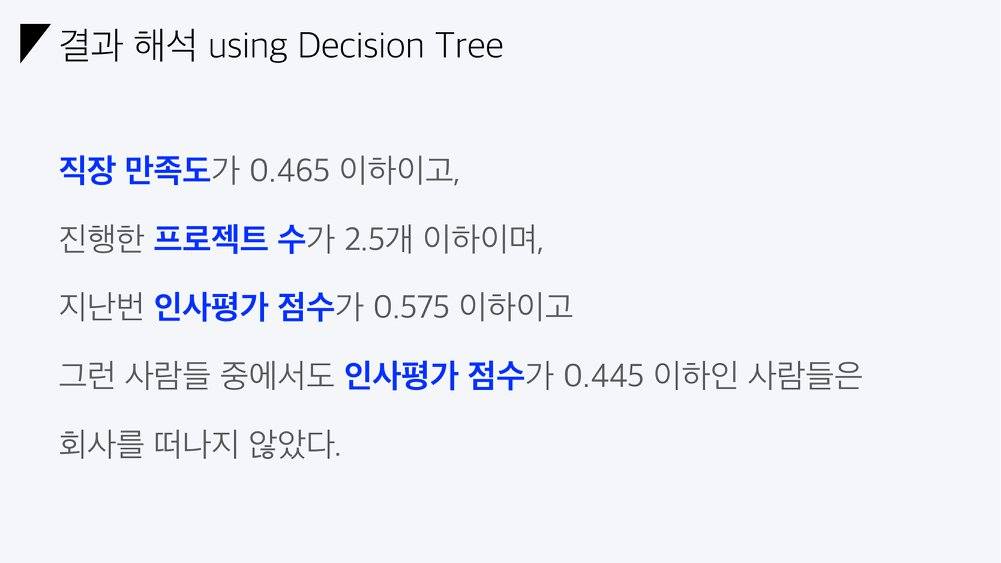 결과 해석 using Decision Tree
직장 만족도가 0.465 이하이고,
진행한 프로젝트 수가 2.5개 이하이며,
지난번 인사평가 점수가 0.575 이하이고
그런 사람들 중에서도 인사평가 점수가 0.445 이하인 사람들은
회사를 떠나지 않았다.